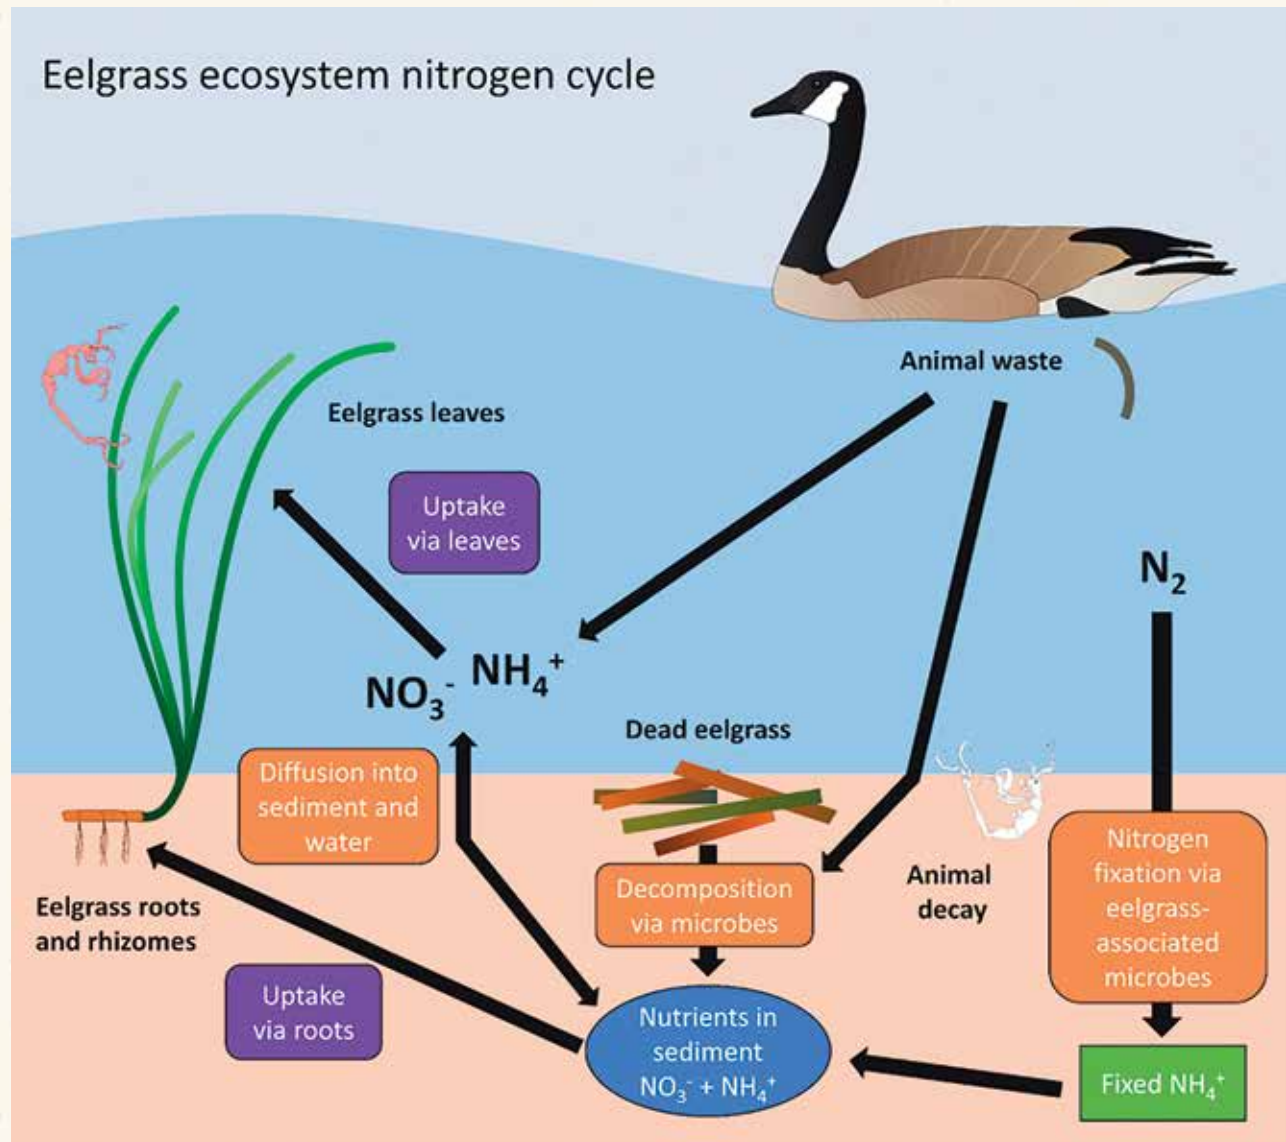 Eelgrass ecosystem nitrogen cycle
Animal waste
Eelgrass leaves
Uptake
via leaves
N₂
NO₃⁻ NH₄⁺
Dead eelgrass
Diffusion into
sediment and
water
Decomposition
via microbes
Animal
decay
Nitrogen
fixation via
eelgrass-
associated
microbes
Eelgrass roots
and rhizomes
Uptake
via roots
Nutrients in
sediment
NO₃⁻ + NH₄⁺
Fixed NH₄⁺